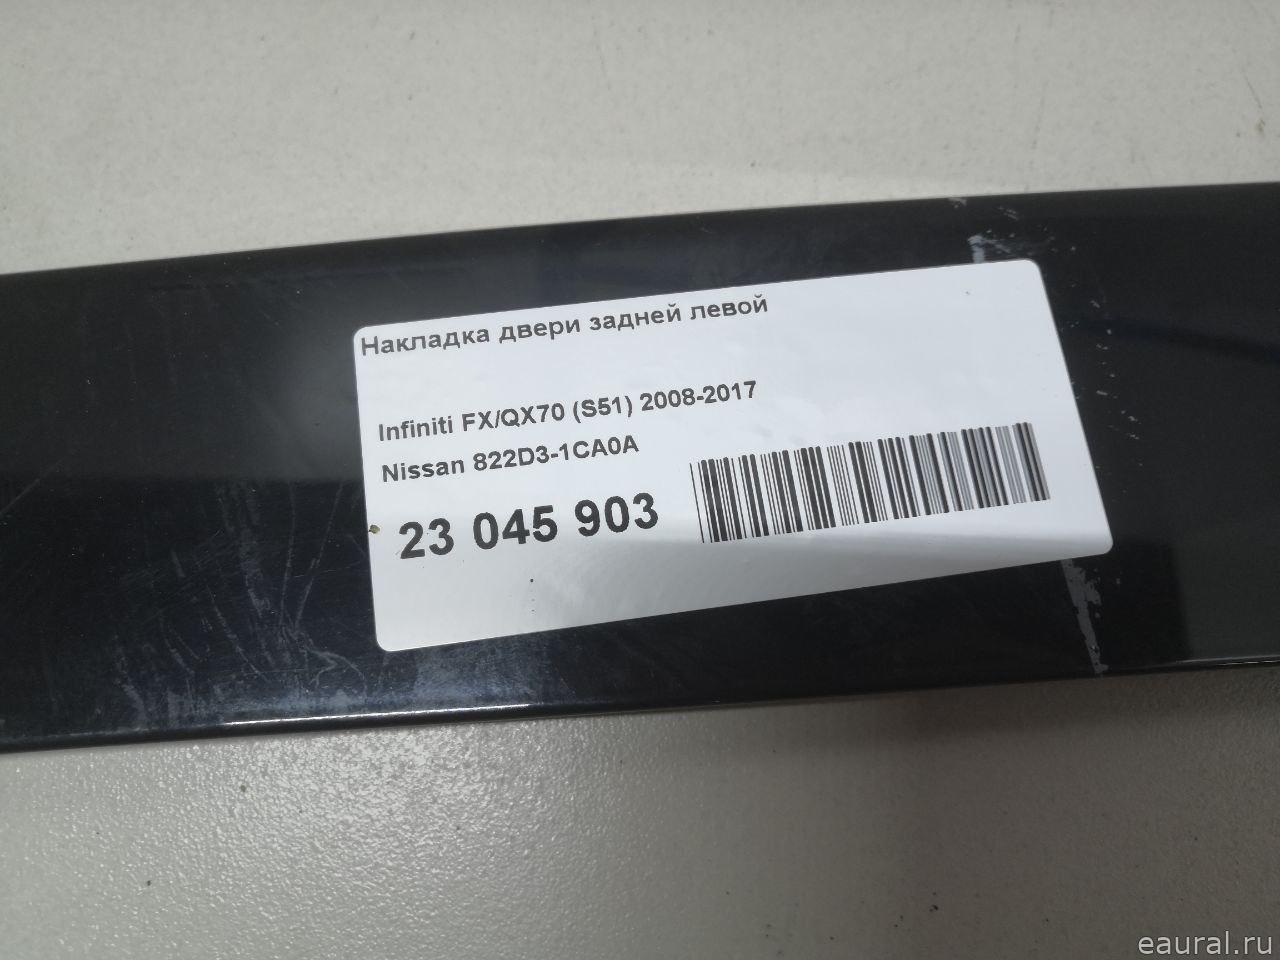 Накладка двери задней левой
Infiniti FX/QX70 (S51) 2008-2017
Nissan 822D3-1CA0A
23 045 903
eaural.ru